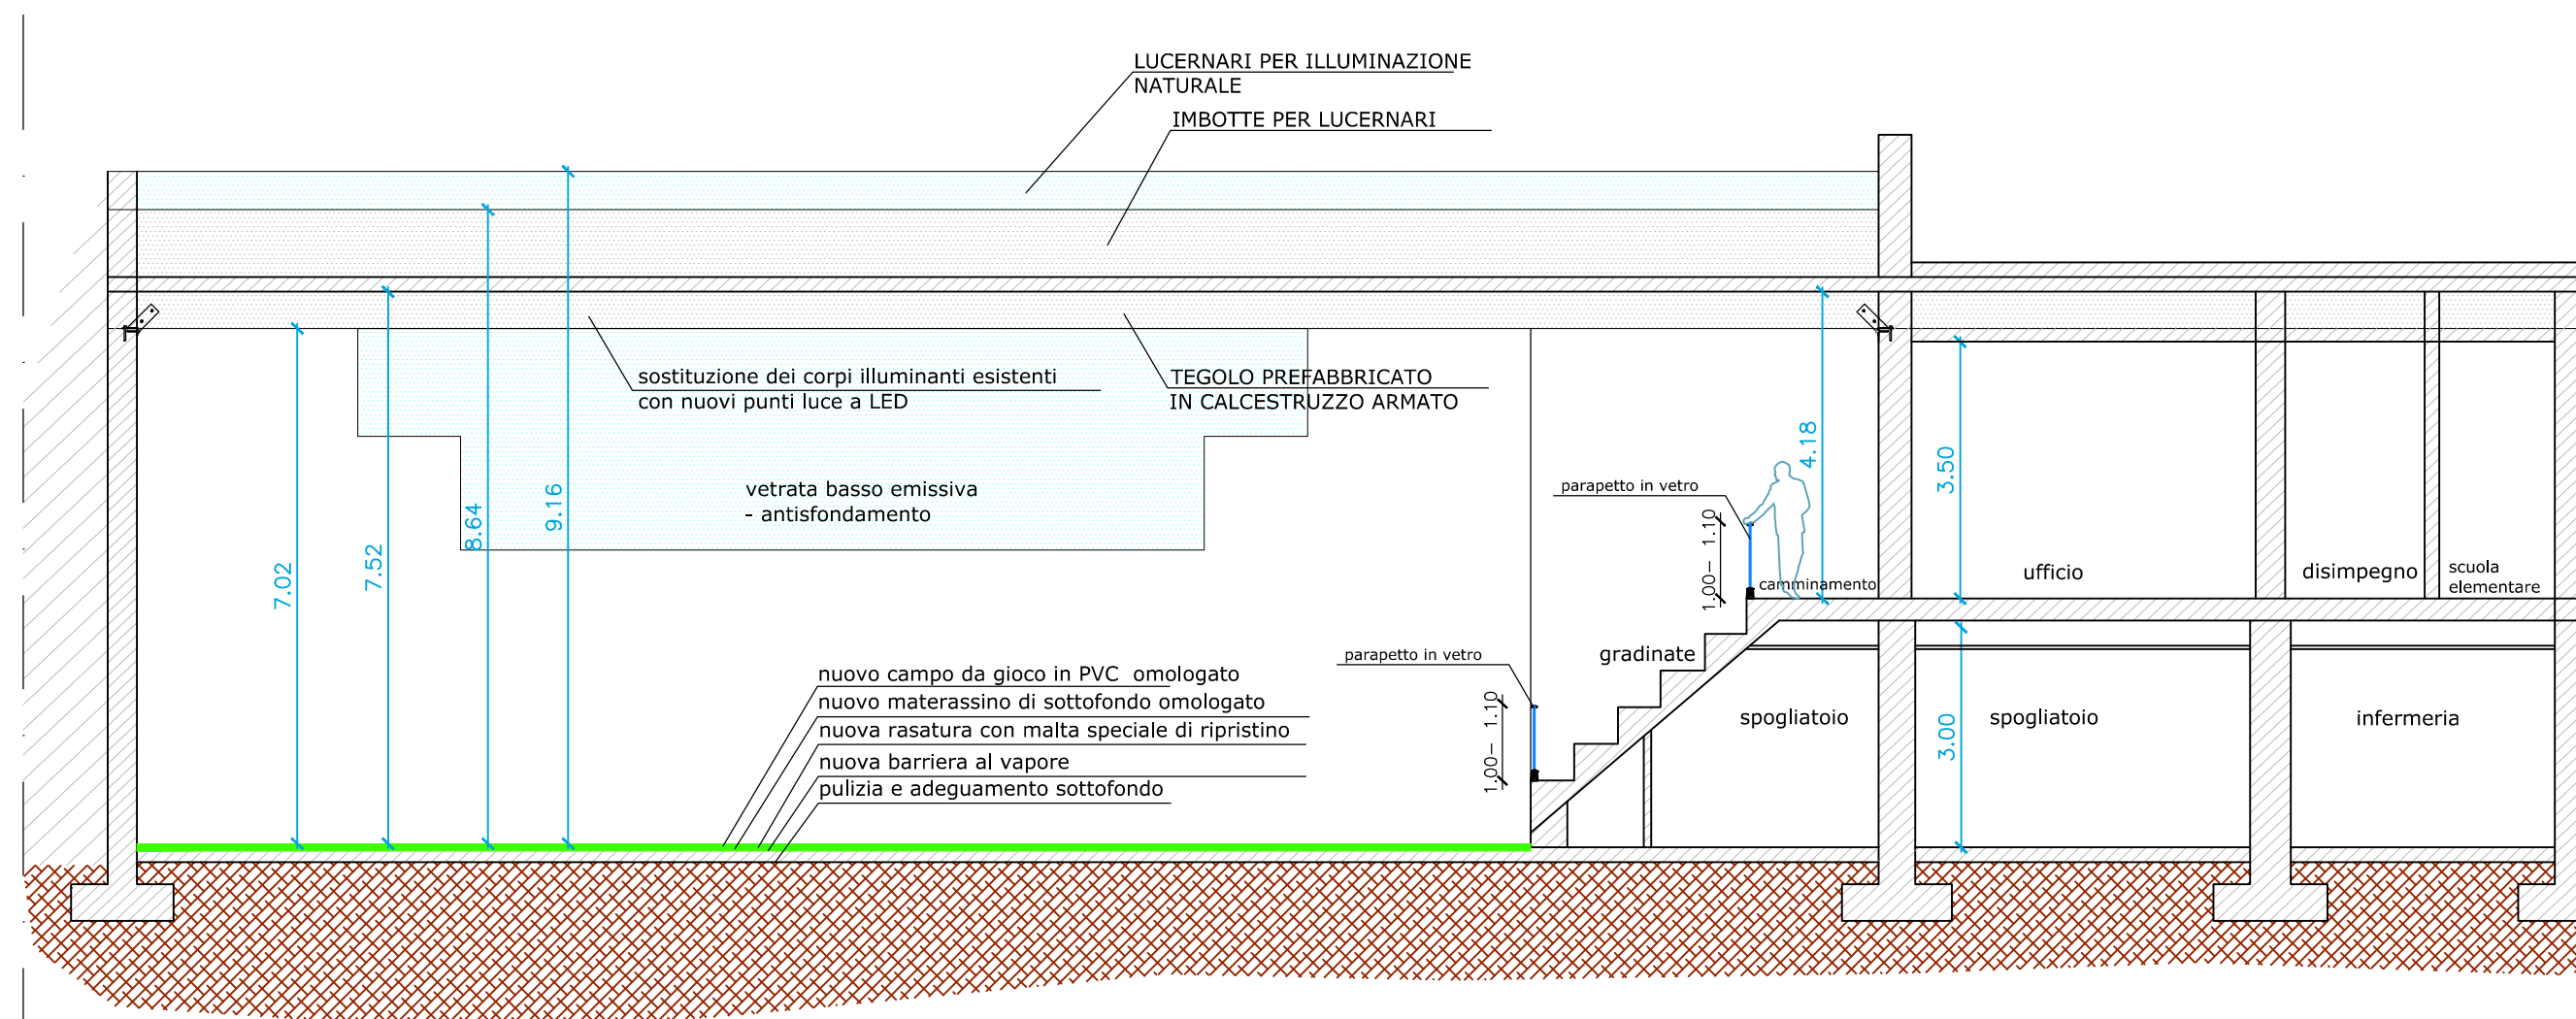 LUCERNARI PER ILLUMINAZIONE
NATURALE
IMBOTTE PER LUCERNARI
sostituzione dei corpi illuminanti esistenti
con nuovi punti luce a LED
TEGOLO PREFABBRICATO
IN CALCESTRUZZO ARMATO
vetrata basso emissiva
- antisfondamento
7.02
7.52
8.64
9.16
4.18
3.50
3.00
parapetto in vetro
1.00- 1.10
camminamento
ufficio
disimpegno
scuola
elementare
parapetto in vetro
1.00- 1.10
gradinate
spogliatoio
spogliatoio
infermeria
nuovo campo da gioco in PVC omologato
nuovo materassino di sottofondo omologato
nuova rasatura con malta speciale di ripristino
nuova barriera al vapore
pulizia e adeguamento sottofondo